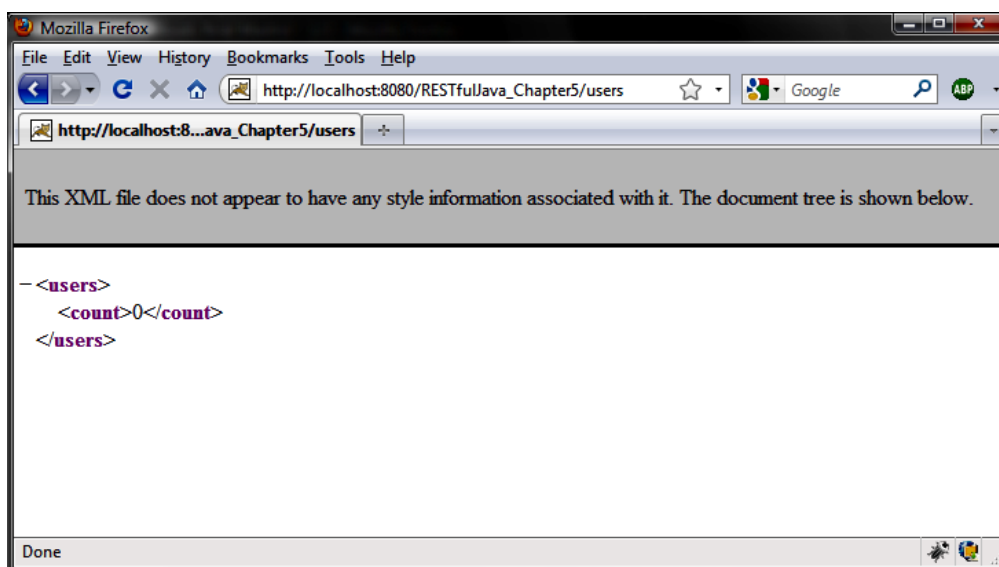 Mozilla Firefox
File Edit View History Bookmarks Tools Help
http://localhost:8080/RESTfulJava_Chapter5/users Google ABP
http://localhost:8...ava_Chapter5/users
This XML file does not appear to have any style information associated with it. The document tree is shown below.
−<users>
<count>0</count>
</users>
Done